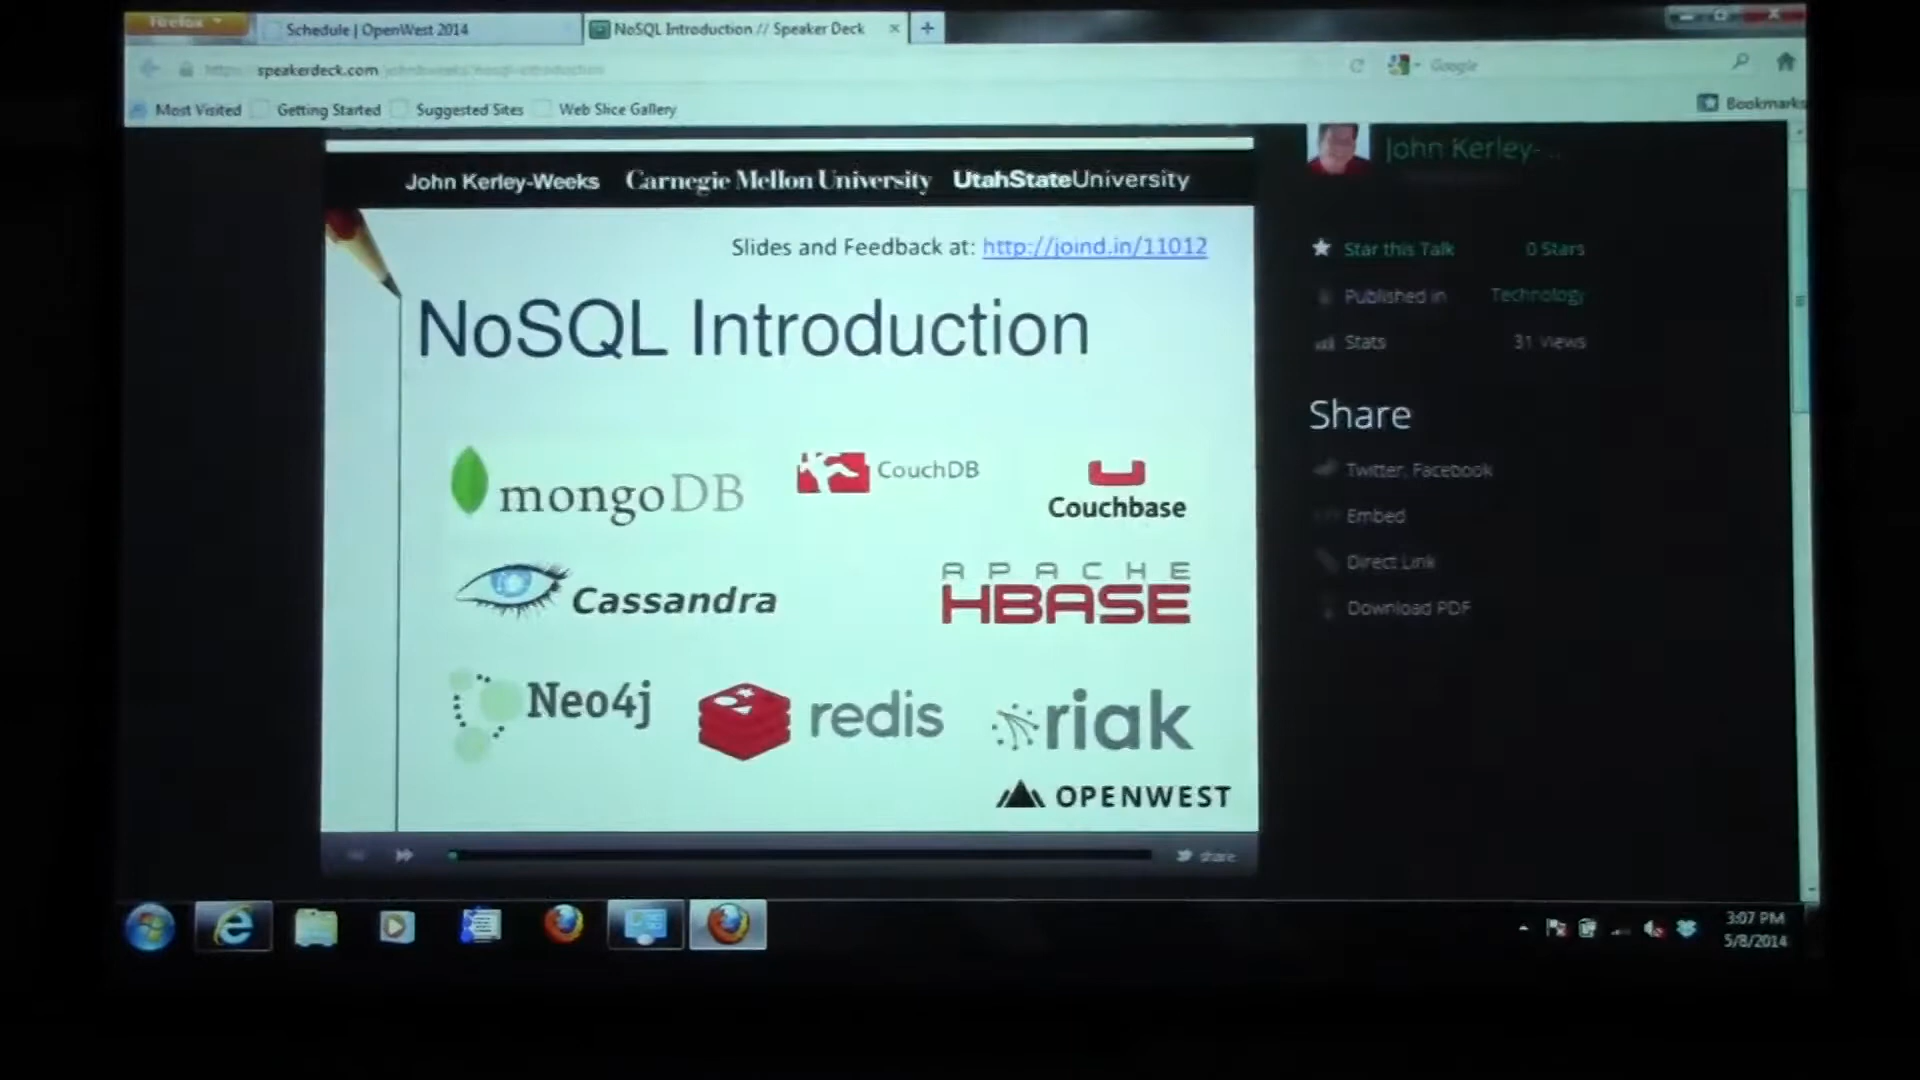 Firefox
Schedule | OpenWest 2014
NoSQL Introduction // Speaker Deck
speakerdeck.com
Google
Most Visited
Getting Started
Suggested Sites
Web Slice Gallery
Bookmarks
John Kerley-Weeks
Carnegie Mellon University
UtahStateUniversity
Slides and Feedback at: http://joind.in/11012
NoSQL Introduction
mongoDB
CouchDB
Couchbase
Cassandra
APACHE
HBASE
Neo4j
redis
riak
OPENWEST
share
John Kerley-...
Star this Talk 0 Stars
Published in Technology
Stats 31 Views
Share
Twitter, Facebook
Embed
Direct Link
Download PDF
3:07 PM
5/8/2014